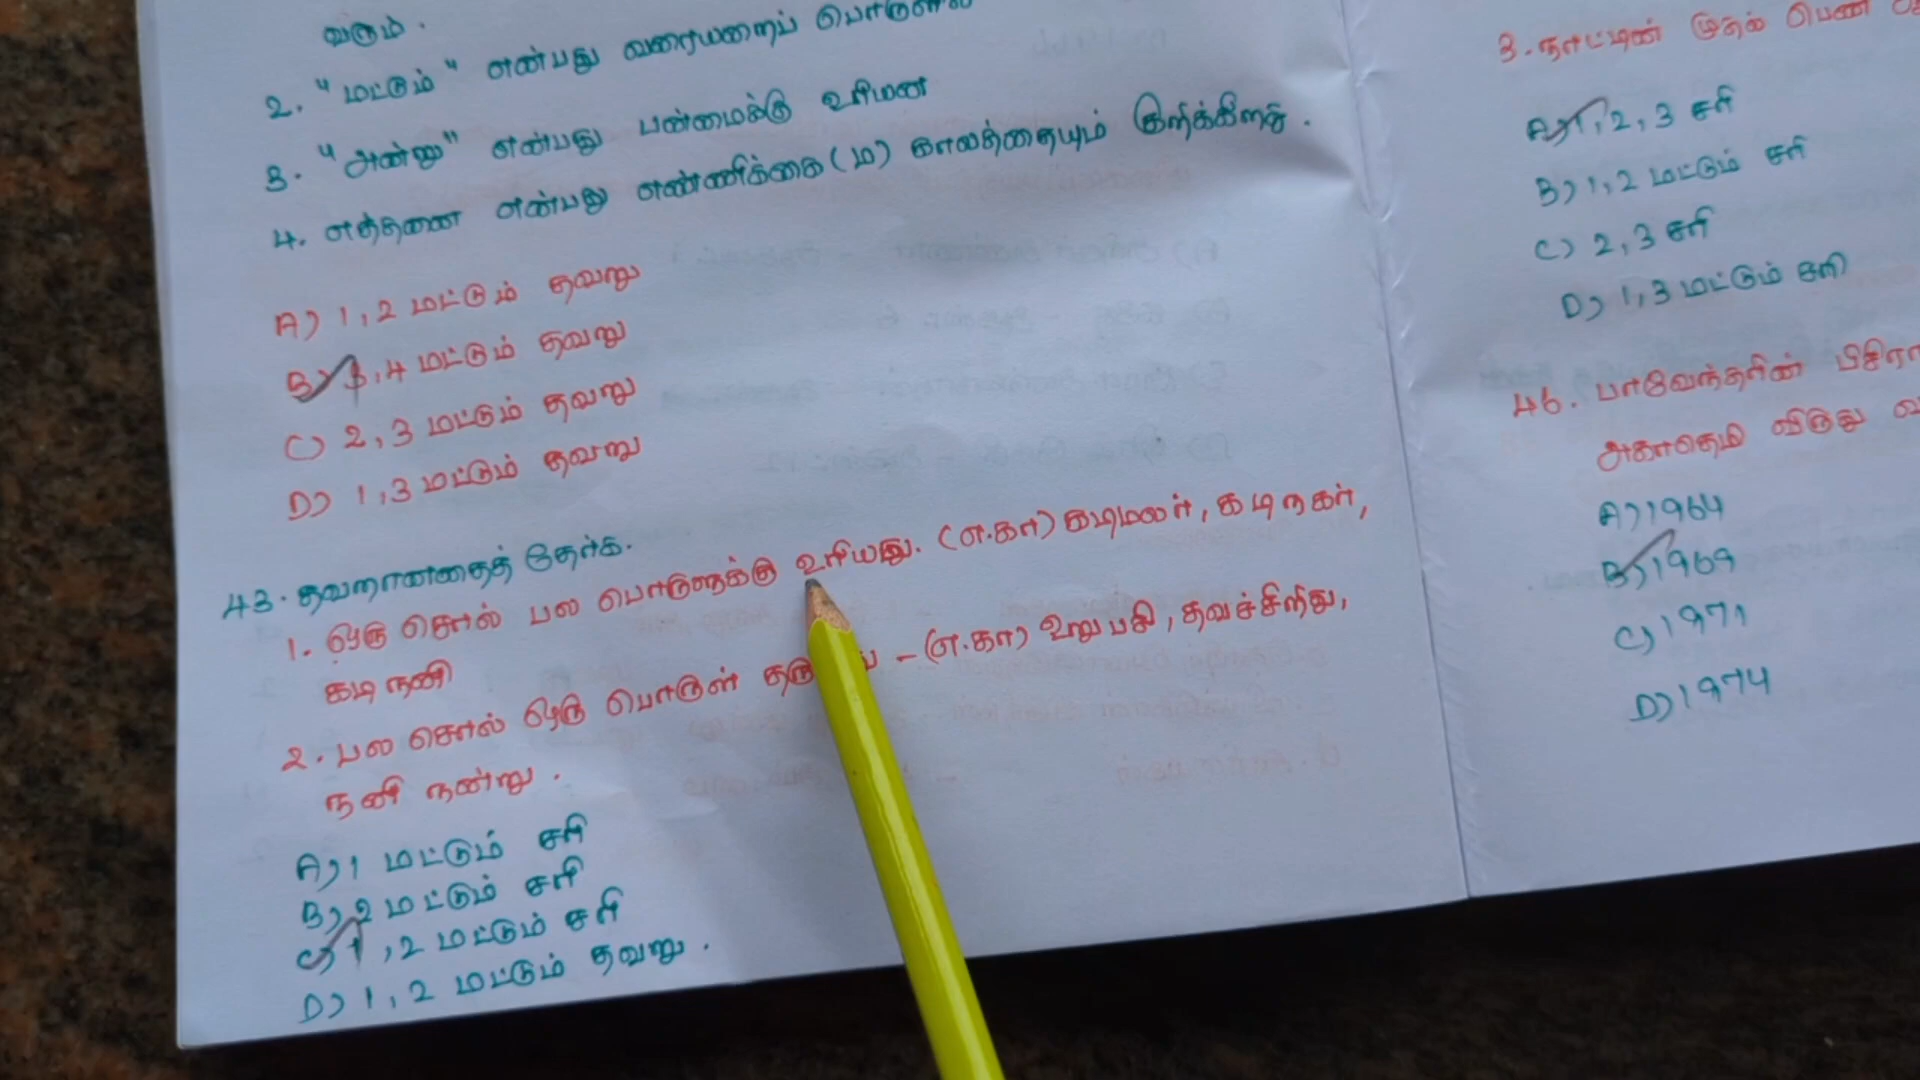 வரும்.
2. "மட்டும்" என்பது வரையறைப் பொருளில்
3. "அன்று" என்பது பன்மைக்கு உரிமன
4. எத்தனை என்பது எண்ணிக்கை (ம) காலத்தையும் குறிக்கிறது.
A) 1, 2 மட்டும் தவறு
B) 3, 4 மட்டும் தவறு
C) 2, 3 மட்டும் தவறு
D) 1, 3 மட்டும் தவறு
43. தவறானதைத் தேர்க.
1. ஒரு சொல் பல பொருளுக்கு உரியது. (எ.கா) கடிமலர், கடிநகர்,
கடி நனி
2. பல சொல் ஒரு பொருள் - (எ.கா) உறு பசி, தவச்சிறிது,
நனி நன்று.
A) 1 மட்டும் சரி
B) 2 மட்டும் சரி
C) 1, 2 மட்டும் சரி
D) 1, 2 மட்டும் தவறு.
3. நாட்டின் முதல் பெண்
A) 1, 2, 3 சரி
B) 1, 2 மட்டும் சரி
C) 2, 3 சரி
D) 1, 3 மட்டும் சரி
46. பாவேந்தரின்
அகாதெமி விருது
A) 1964
B) 1969
C) 1971
D) 1974